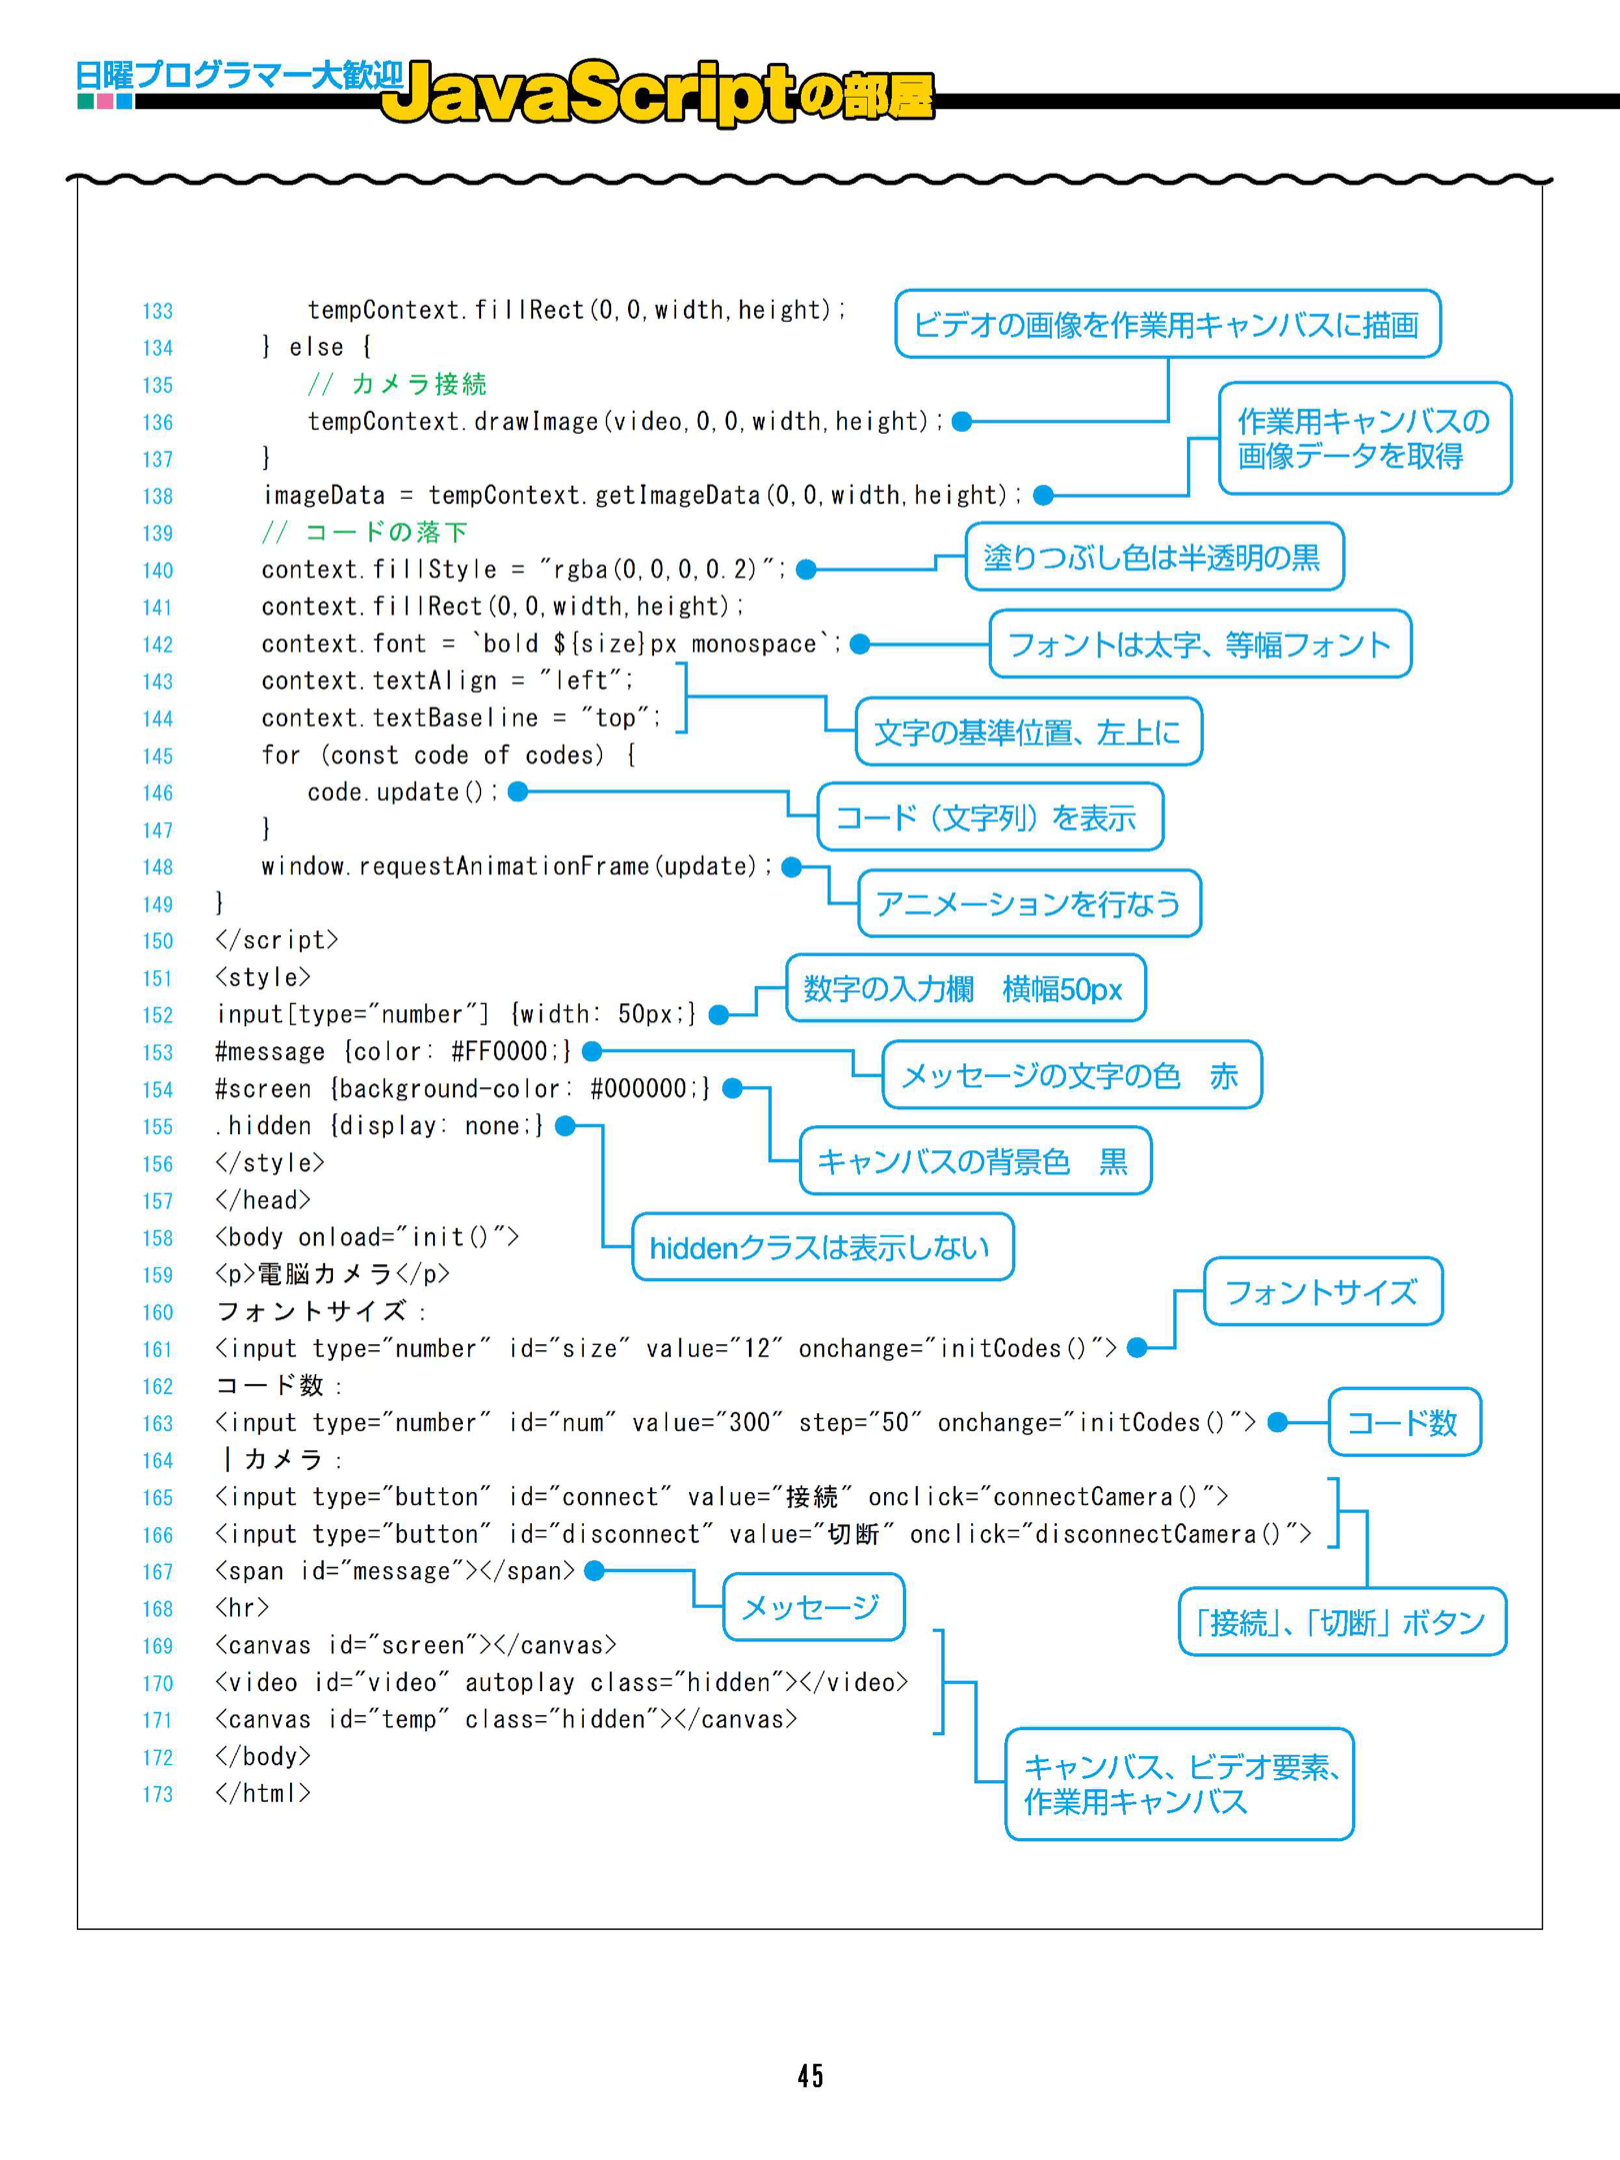 日曜プログラマー大歓迎
JavaScriptの部屋
133 tempContext.fillRect(0,0,width,height);
ビデオの画像を作業用キャンバスに描画
134 } else {
135 // カメラ接続
136 tempContext.drawImage(video,0,0,width,height);
作業用キャンバスの
画像データを取得
137 }
138 imageData = tempContext.getImageData(0,0,width,height);
139 // コードの落下
140 context.fillStyle = "rgba(0,0,0,0.2)";
塗りつぶし色は半透明の黒
141 context.fillRect(0,0,width,height);
142 context.font = `bold ${size}px monospace`;
フォントは太字、等幅フォント
143 context.textAlign = "left";
144 context.textBaseline = "top";
文字の基準位置、左上に
145 for (const code of codes) {
146 code.update();
コード（文字列）を表示
147 }
148 window.requestAnimationFrame(update);
アニメーションを行なう
149 }
150 </script>
151 <style>
数字の入力欄　横幅50px
152 input[type="number"] {width: 50px;}
153 #message {color: #FF0000;}
メッセージの文字の色　赤
154 #screen {background-color: #000000;}
キャンバスの背景色　黒
155 .hidden {display: none;}
hiddenクラスは表示しない
156 </style>
157 </head>
158 <body onload="init()">
159 <p>電脳カメラ</p>
160 フォントサイズ:
フォントサイズ
161 <input type="number" id="size" value="12" onchange="initCodes()">
162 コード数:
163 <input type="number" id="num" value="300" step="50" onchange="initCodes()">
コード数
164 |カメラ:
165 <input type="button" id="connect" value="接続" onclick="connectCamera()">
166 <input type="button" id="disconnect" value="切断" onclick="disconnectCamera()">
「接続」、「切断」ボタン
167 <span id="message"></span>
メッセージ
168 <hr>
169 <canvas id="screen"></canvas>
170 <video id="video" autoplay class="hidden"></video>
171 <canvas id="temp" class="hidden"></canvas>
キャンバス、ビデオ要素、
作業用キャンバス
172 </body>
173 </html>
45